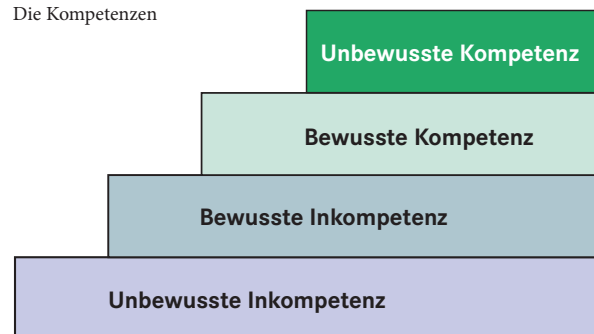 Die Kompetenzen
Unbewusste Kompetenz
Bewusste Kompetenz
Bewusste Inkompetenz
Unbewusste Inkompetenz